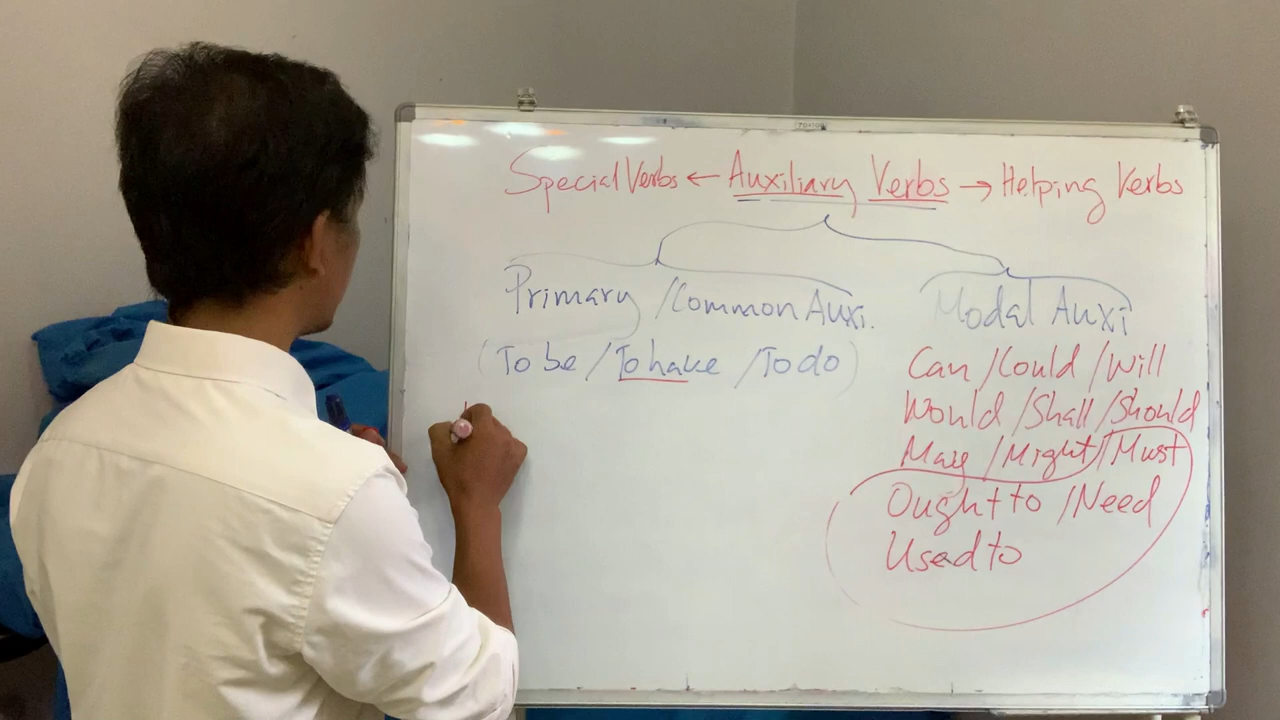 Special Verbs ← Auxiliary Verbs → Helping Verbs
Primary / Common Auxi.
Modal Auxi
(To be / To have / To do)
Can / Could / Will
Would / Shall / Should
May / Might / Must
Ought to / Need
Used to